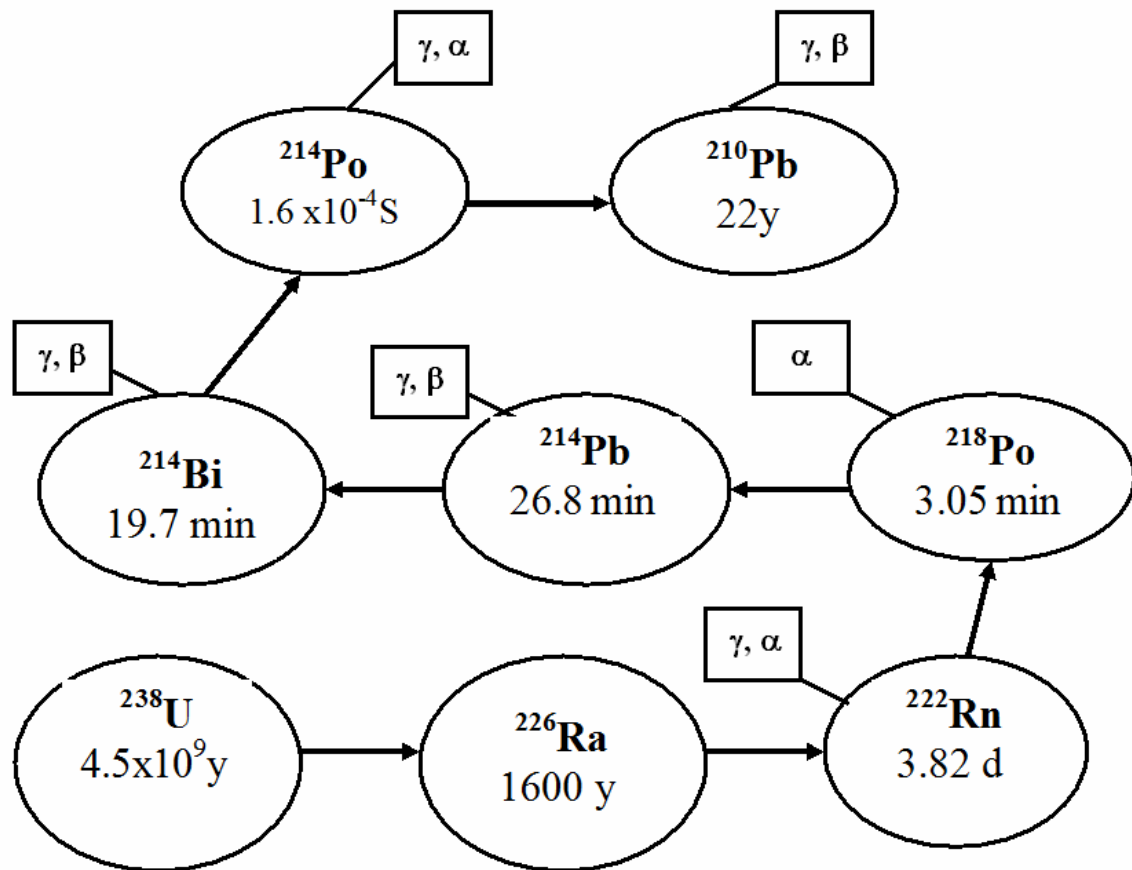 γ, α
γ, β
²¹⁴Po
1.6 x10⁻⁴S
²¹⁰Pb
22y
γ, β
γ, β
α
²¹⁴Bi
19.7 min
²¹⁴Pb
26.8 min
²¹⁸Po
3.05 min
γ, α
²³⁸U
4.5x10⁹y
²²⁶Ra
1600 y
²²²Rn
3.82 d